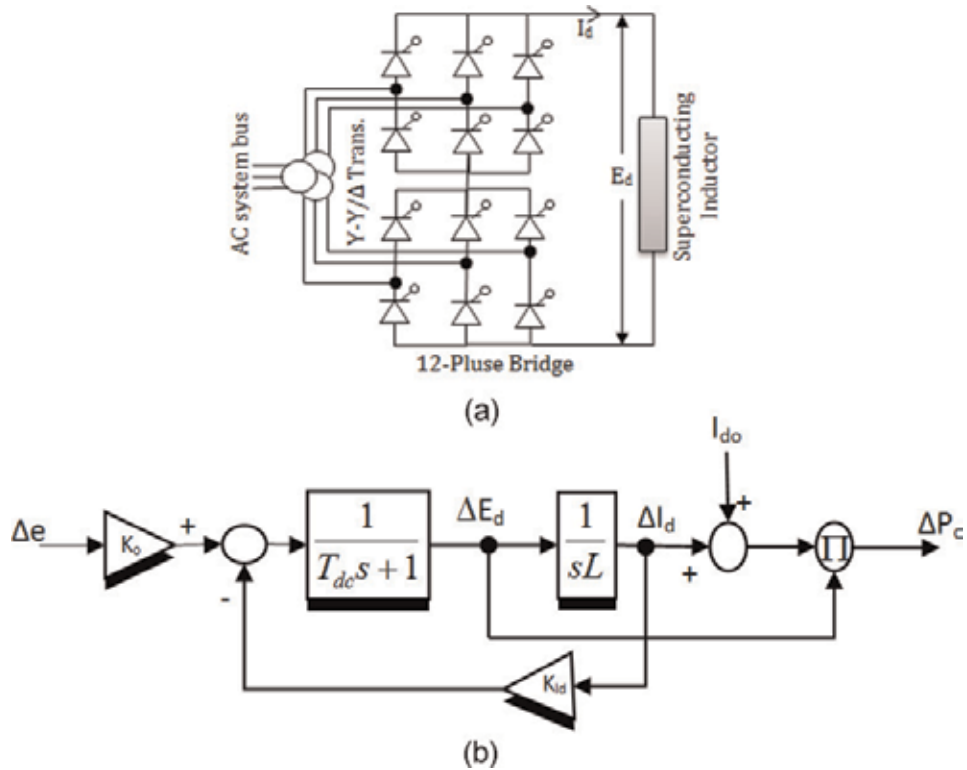 I_d
AC system bus
Y-Y/Δ Trans.
E_d
Superconducting
Inductor
12-Pluse Bridge
(a)
I_do
Δe
K_o
+
-
1
T_dc s + 1
ΔE_d
1
sL
ΔI_d
+
+
Π
ΔP_c
K_Id
(b)